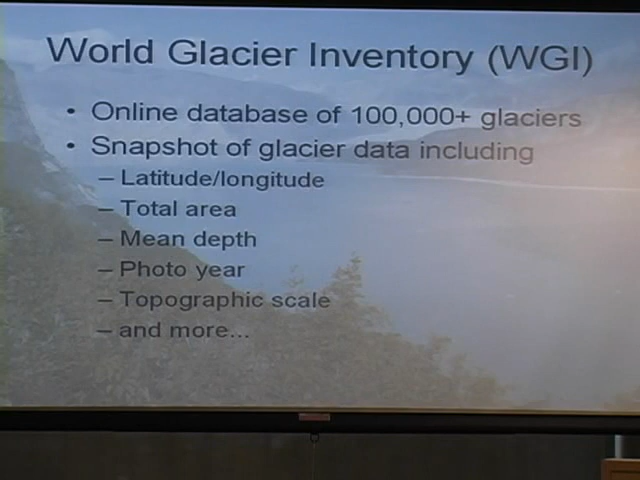 World Glacier Inventory (WGI)
• Online database of 100,000+ glaciers
• Snapshot of glacier data including
– Latitude/longitude
– Total area
– Mean depth
– Photo year
– Topographic scale
– and more...